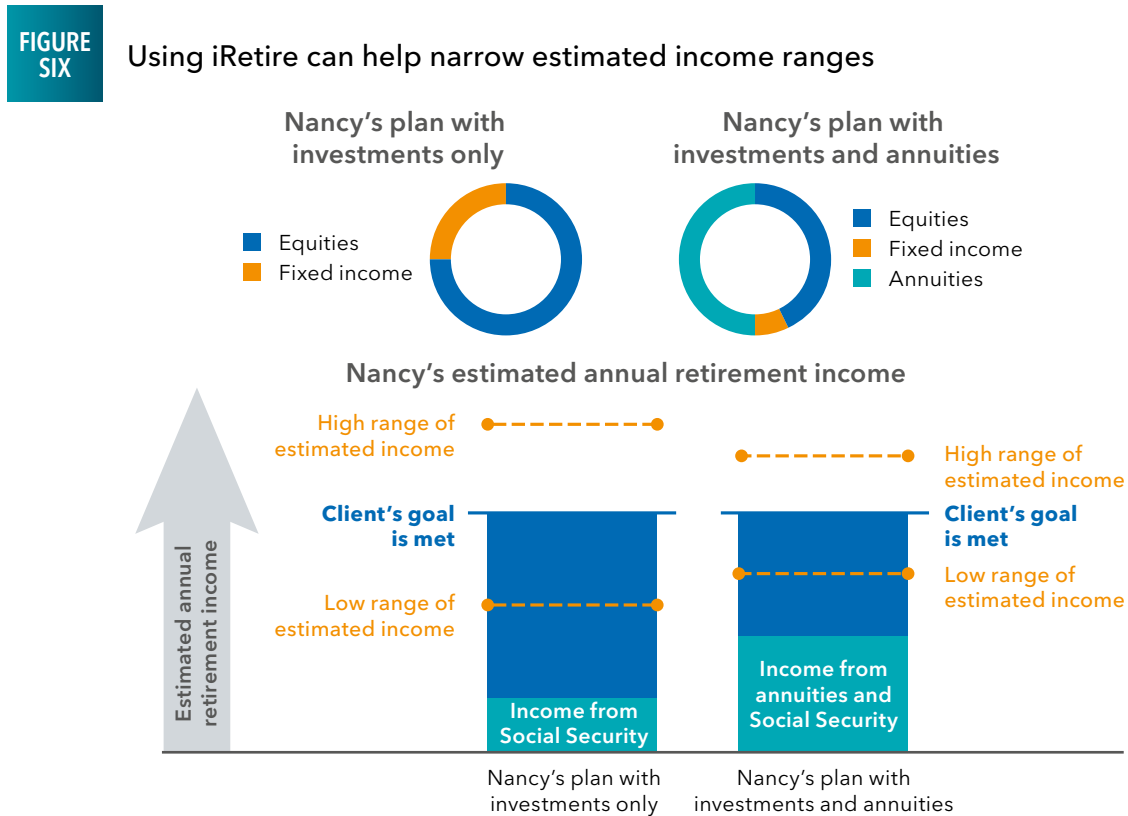 FIGURE
SIX
Using iRetire can help narrow estimated income ranges
Nancy’s plan with
investments only
Equities
Fixed income
Nancy’s plan with
investments and annuities
Equities
Fixed income
Annuities
Nancy’s estimated annual retirement income
Estimated annual
retirement income
High range of
estimated income
Client’s goal
is met
Low range of
estimated income
High range of
estimated income
Client’s goal
is met
Low range of
estimated income
Income from
Social Security
Income from
annuities and
Social Security
Nancy’s plan with
investments only
Nancy’s plan with
investments and annuities